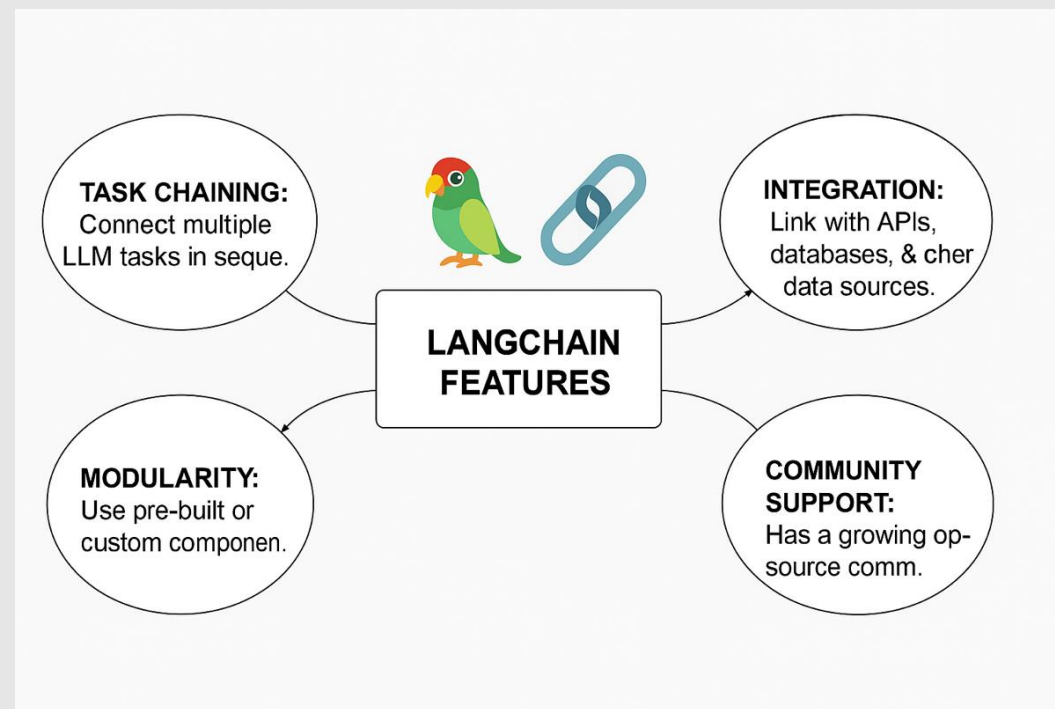 TASK CHAINING:
Connect multiple
LLM tasks in seque.
INTEGRATION:
Link with APIs,
databases, & cher
data sources.
LANGCHAIN
FEATURES
MODULARITY:
Use pre-built or
custom componen.
COMMUNITY
SUPPORT:
Has a growing op-
source comm.